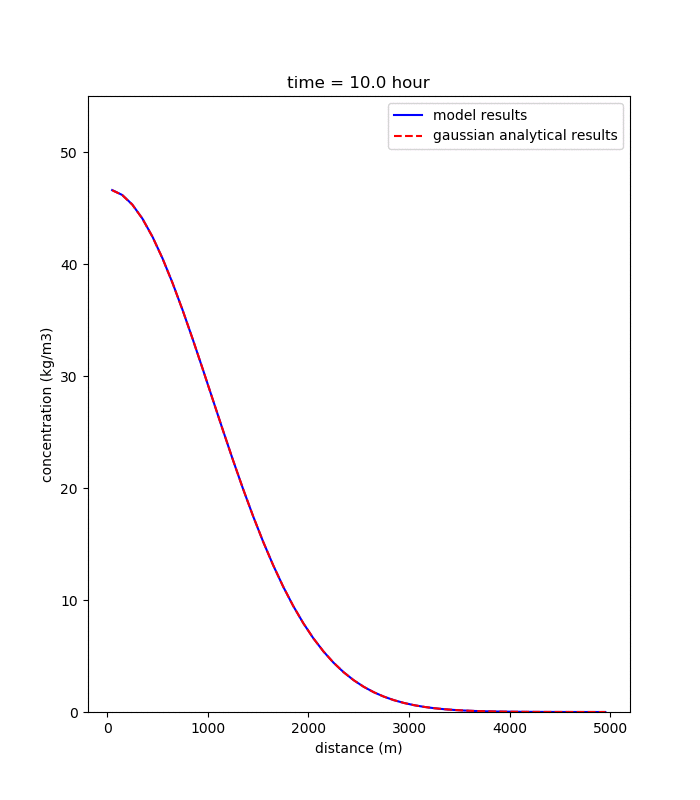 time = 10.0 hour
model results
gaussian analytical results
50
40
30
20
10
0
concentration (kg/m3)
0 1000 2000 3000 4000 5000
distance (m)